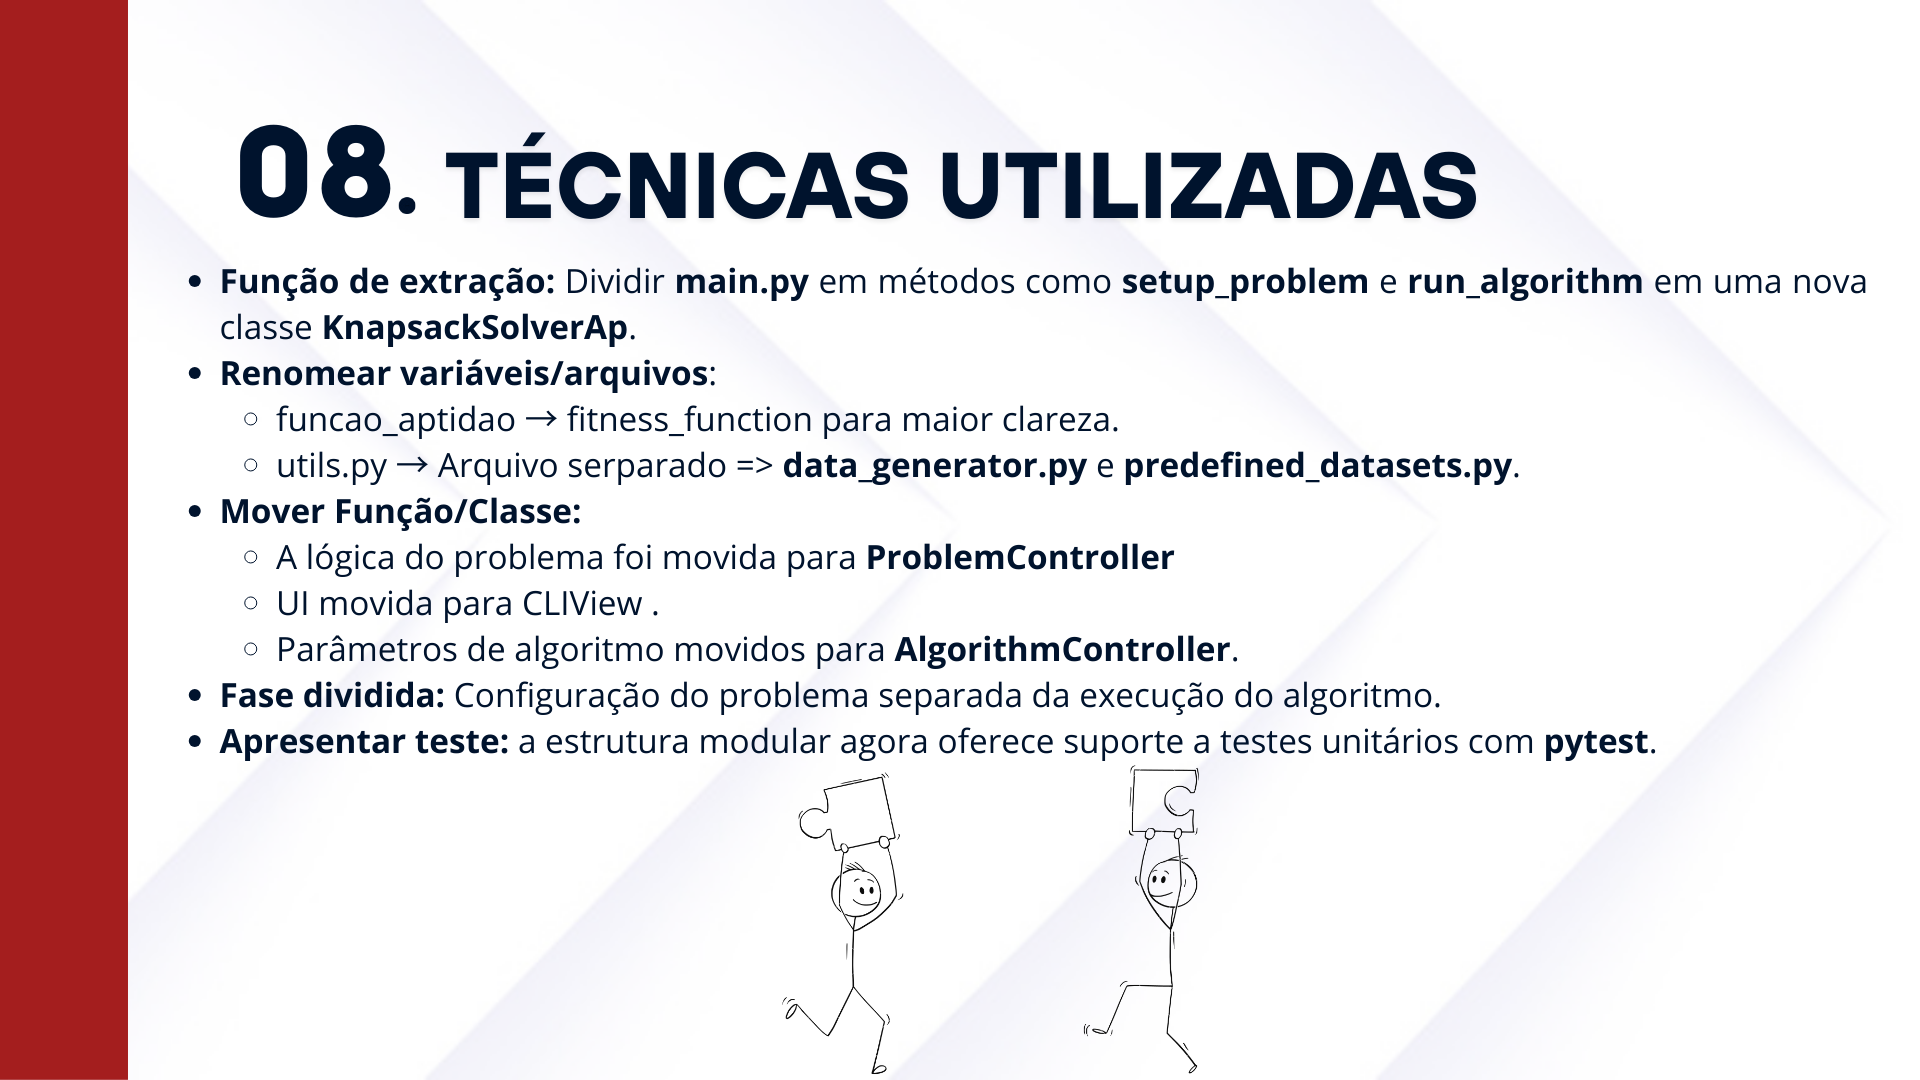 08. TÉCNICAS UTILIZADAS
• Função de extração: Dividir main.py em métodos como setup_problem e run_algorithm em uma nova
classe KnapsackSolverAp.
• Renomear variáveis/arquivos:
○ funcao_aptidao → fitness_function para maior clareza.
○ utils.py → Arquivo serparado => data_generator.py e predefined_datasets.py.
• Mover Função/Classe:
○ A lógica do problema foi movida para ProblemController
○ UI movida para CLIView .
○ Parâmetros de algoritmo movidos para AlgorithmController.
• Fase dividida: Configuração do problema separada da execução do algoritmo.
• Apresentar teste: a estrutura modular agora oferece suporte a testes unitários com pytest.